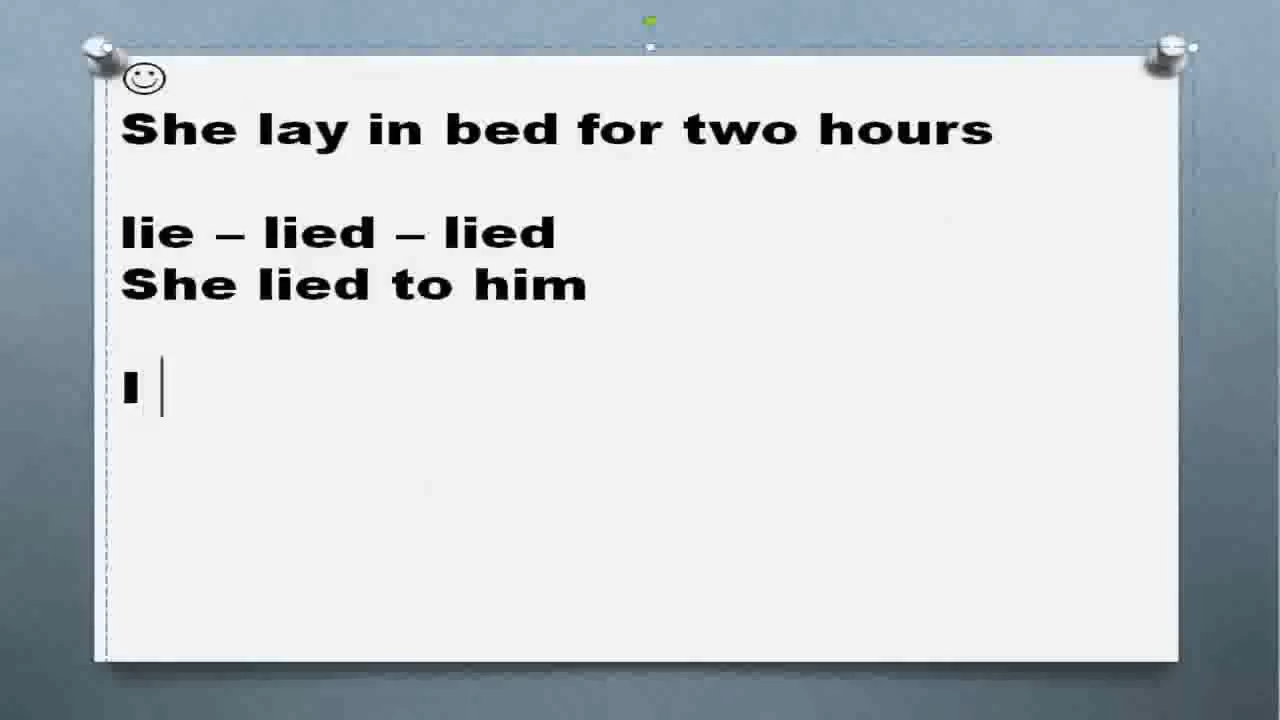 She lay in bed for two hours
lie – lied – lied
She lied to him
I